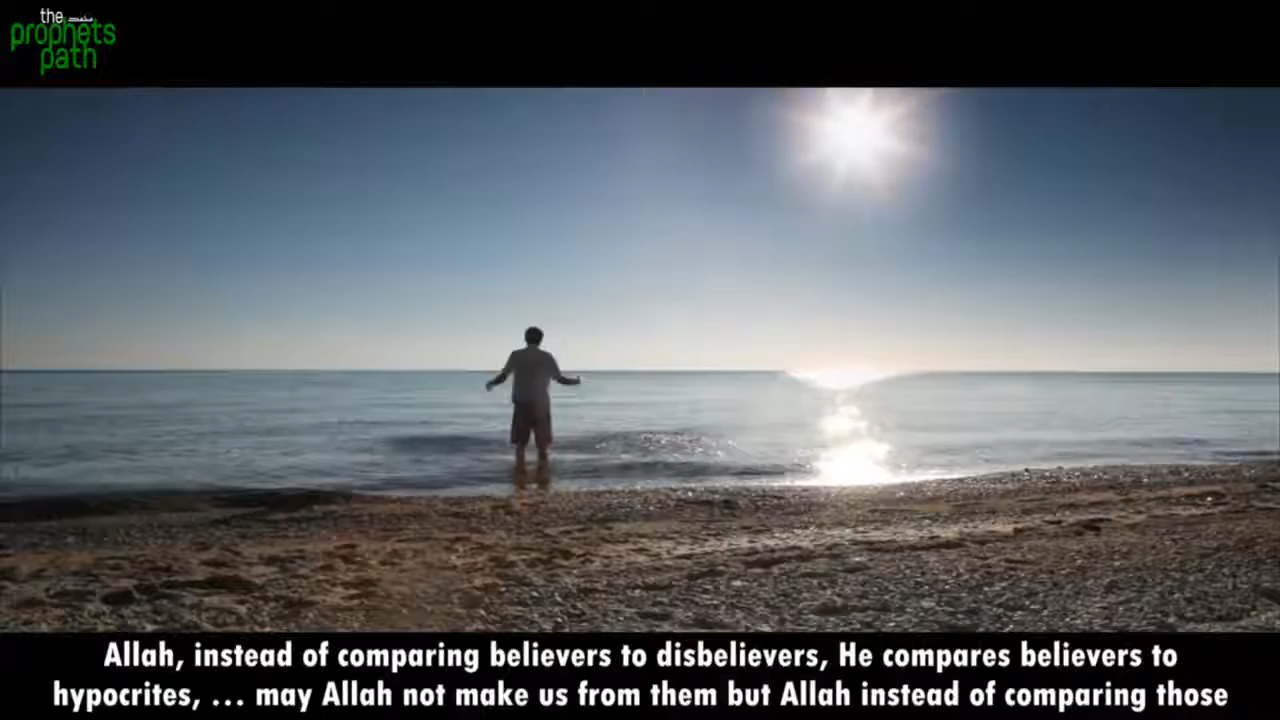 the
prophets
path
Allah, instead of comparing believers to disbelievers, He compares believers to
hypocrites, ... may Allah not make us from them but Allah instead of comparing those